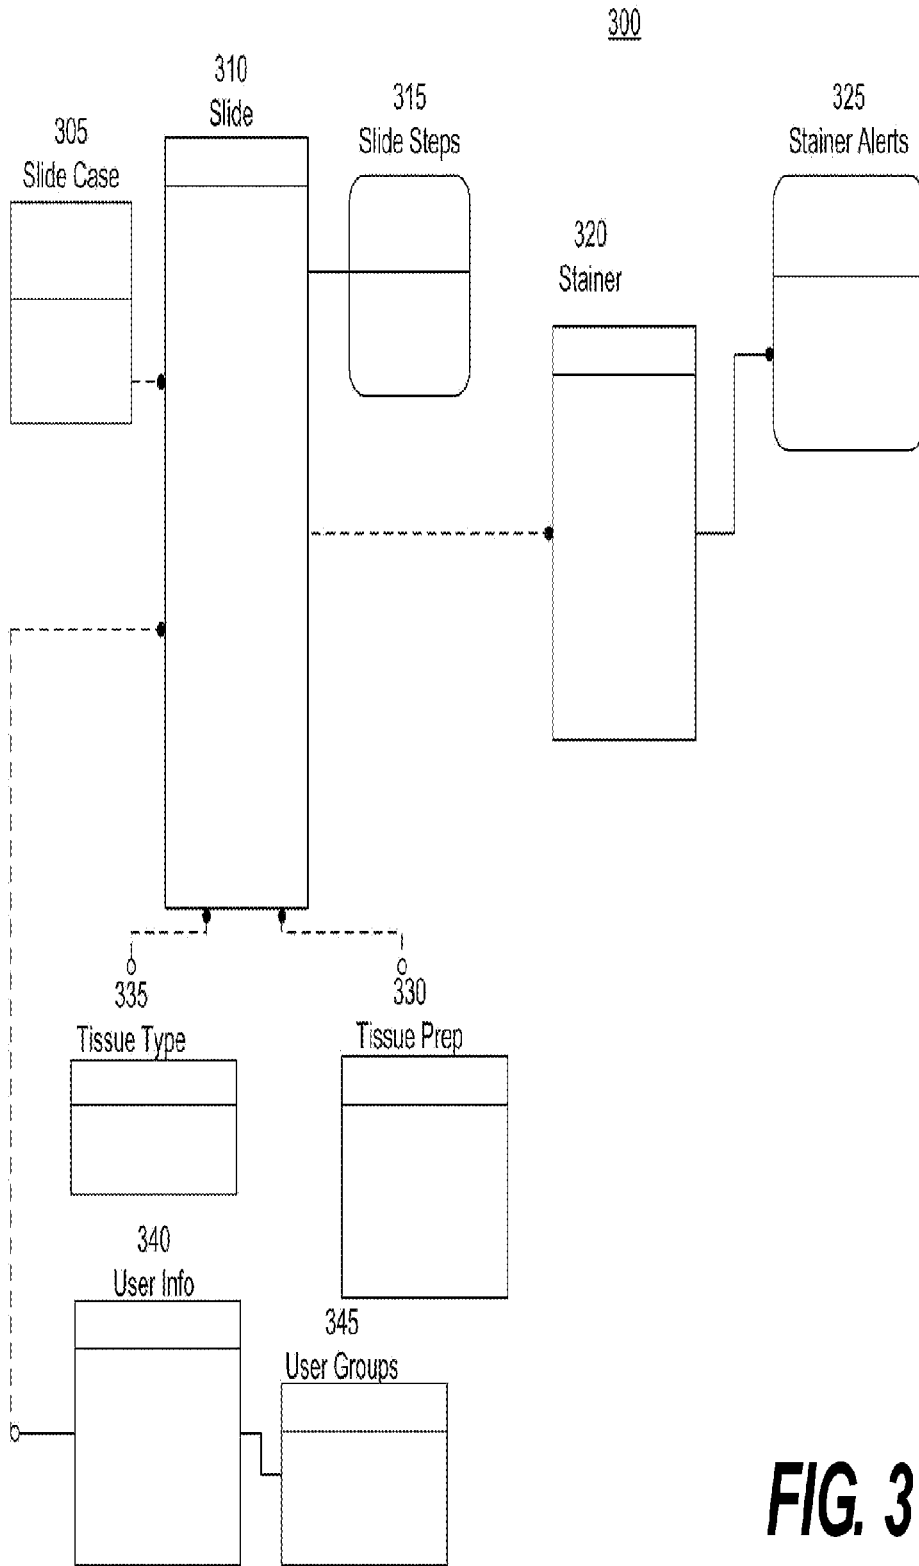 300
310
Slide
315
Slide Steps
325
Stainer Alerts
305
Slide Case
320
Stainer
335
Tissue Type
330
Tissue Prep
340
User Info
345
User Groups
FIG. 3